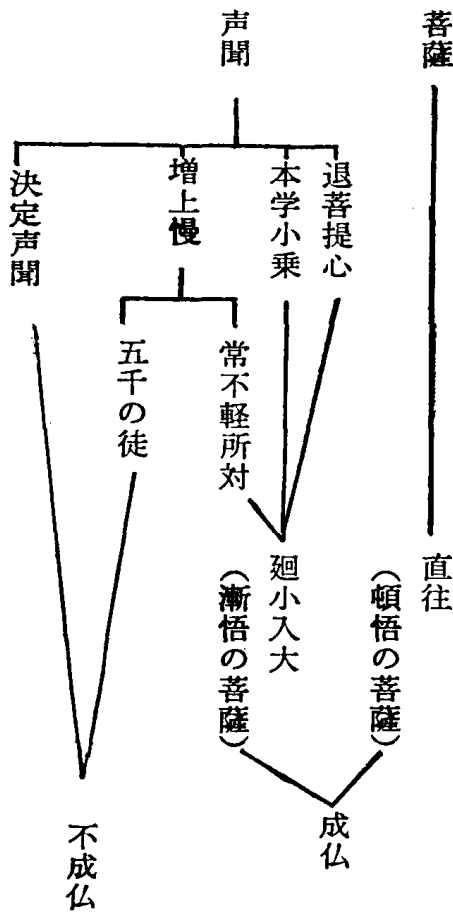 菩薩
直往
（頓悟の菩薩）
成仏
声聞
退菩提心
本学小乗
増上慢
決定声聞
常不軽所対
五千の徒
廻小入大
（漸悟の菩薩）
不成仏